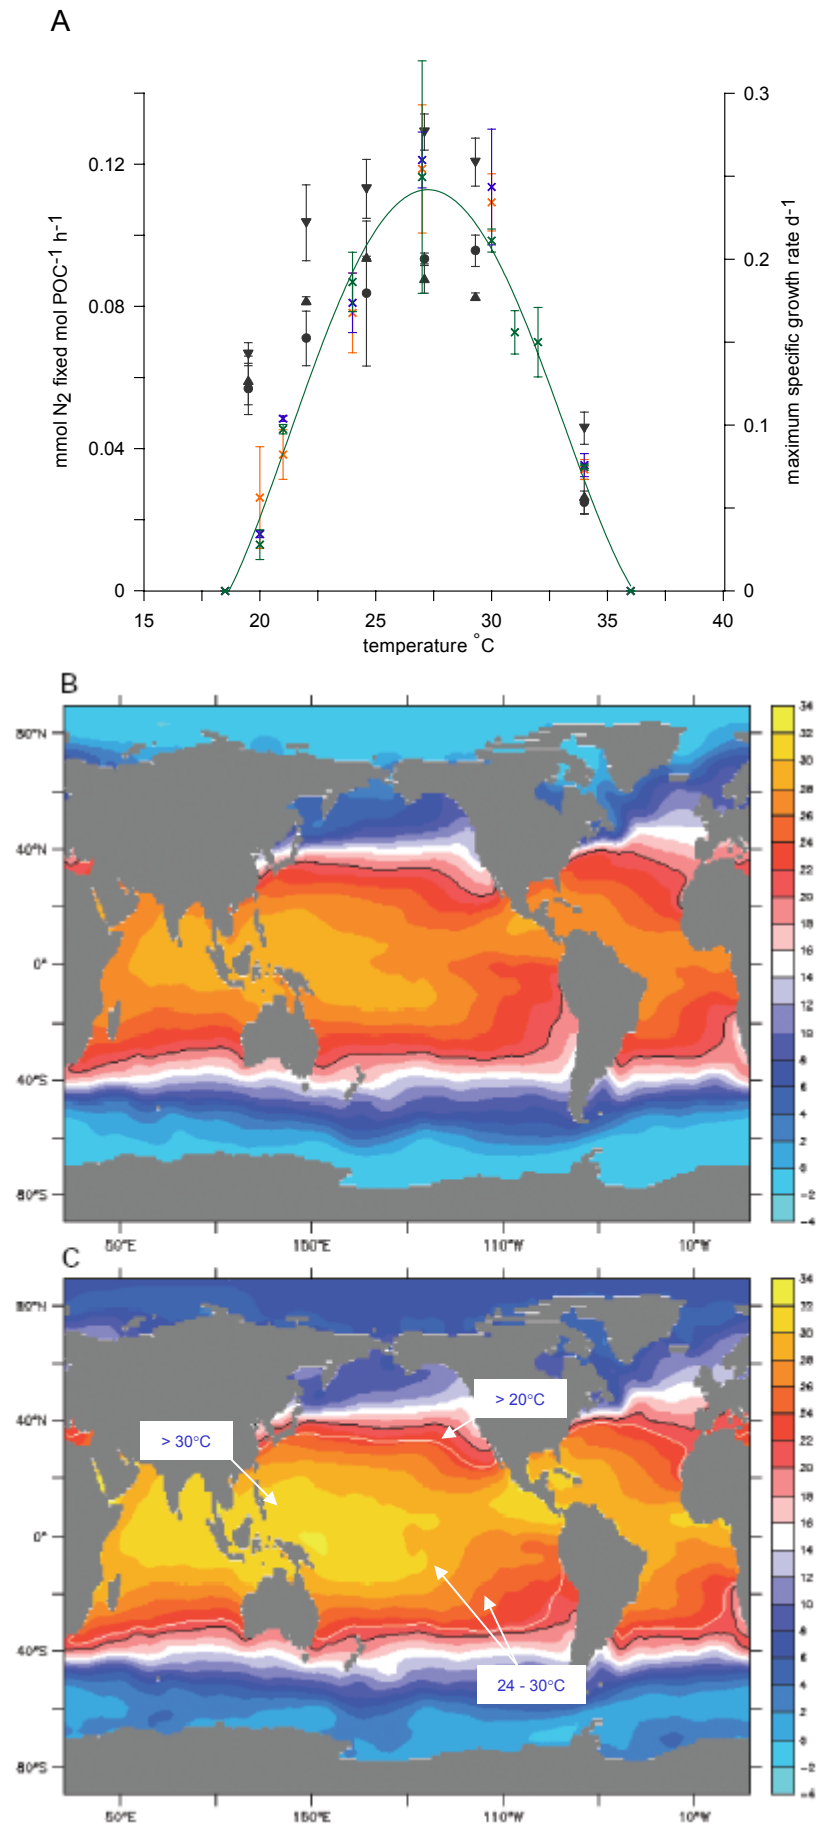 A
0.3
0.12
0.2
0.08
0.1
0.04
0
0
mmol N2 fixed mol POC-1 h-1
maximum specific growth rate d-1
15
20
25
30
35
40
temperature °C
B
80°N
40°N
0°
40°S
80°S
50°E
150°E
110°W
10°W
34
32
30
28
26
24
22
20
18
16
14
12
10
8
6
4
2
0
-2
-4
C
80°N
40°N
0°
40°S
80°S
> 20°C
> 30°C
24 - 30°C
50°E
150°E
110°W
10°W
34
32
30
28
26
24
22
20
18
16
14
12
10
8
6
4
2
0
-2
-4